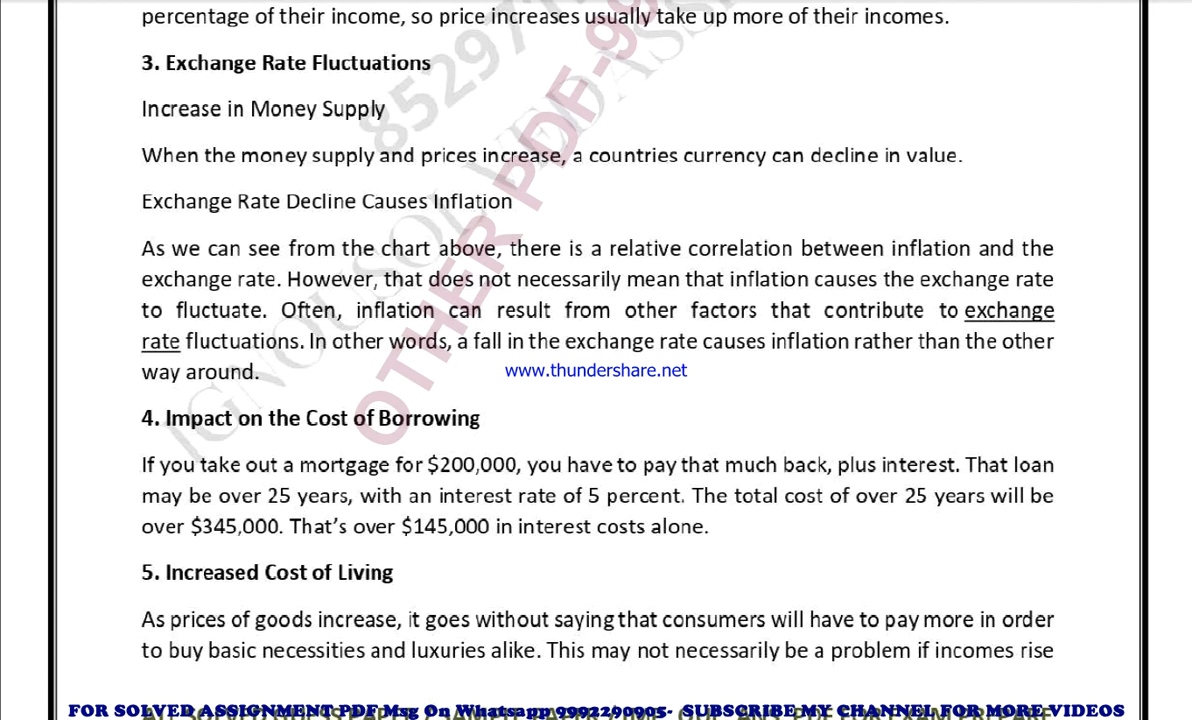 percentage of their income, so price increases usually take up more of their incomes.
3. Exchange Rate Fluctuations
Increase in Money Supply
When the money supply and prices increase, a countries currency can decline in value.
Exchange Rate Decline Causes Inflation
As we can see from the chart above, there is a relative correlation between inflation and the
exchange rate. However, that does not necessarily mean that inflation causes the exchange rate
to fluctuate. Often, inflation can result from other factors that contribute to exchange
rate fluctuations. In other words, a fall in the exchange rate causes inflation rather than the other
way around.
www.thundershare.net
4. Impact on the Cost of Borrowing
If you take out a mortgage for $200,000, you have to pay that much back, plus interest. That loan
may be over 25 years, with an interest rate of 5 percent. The total cost of over 25 years will be
over $345,000. That’s over $145,000 in interest costs alone.
5. Increased Cost of Living
As prices of goods increase, it goes without saying that consumers will have to pay more in order
to buy basic necessities and luxuries alike. This may not necessarily be a problem if incomes rise
FOR SOLVED ASSIGNMENT PDF Msg On Whatsapp 9992290905- SUBSCRIBE MY CHANNEL FOR MORE VIDEOS
IGNOU SOLVED
OTHER PDF-99
85297